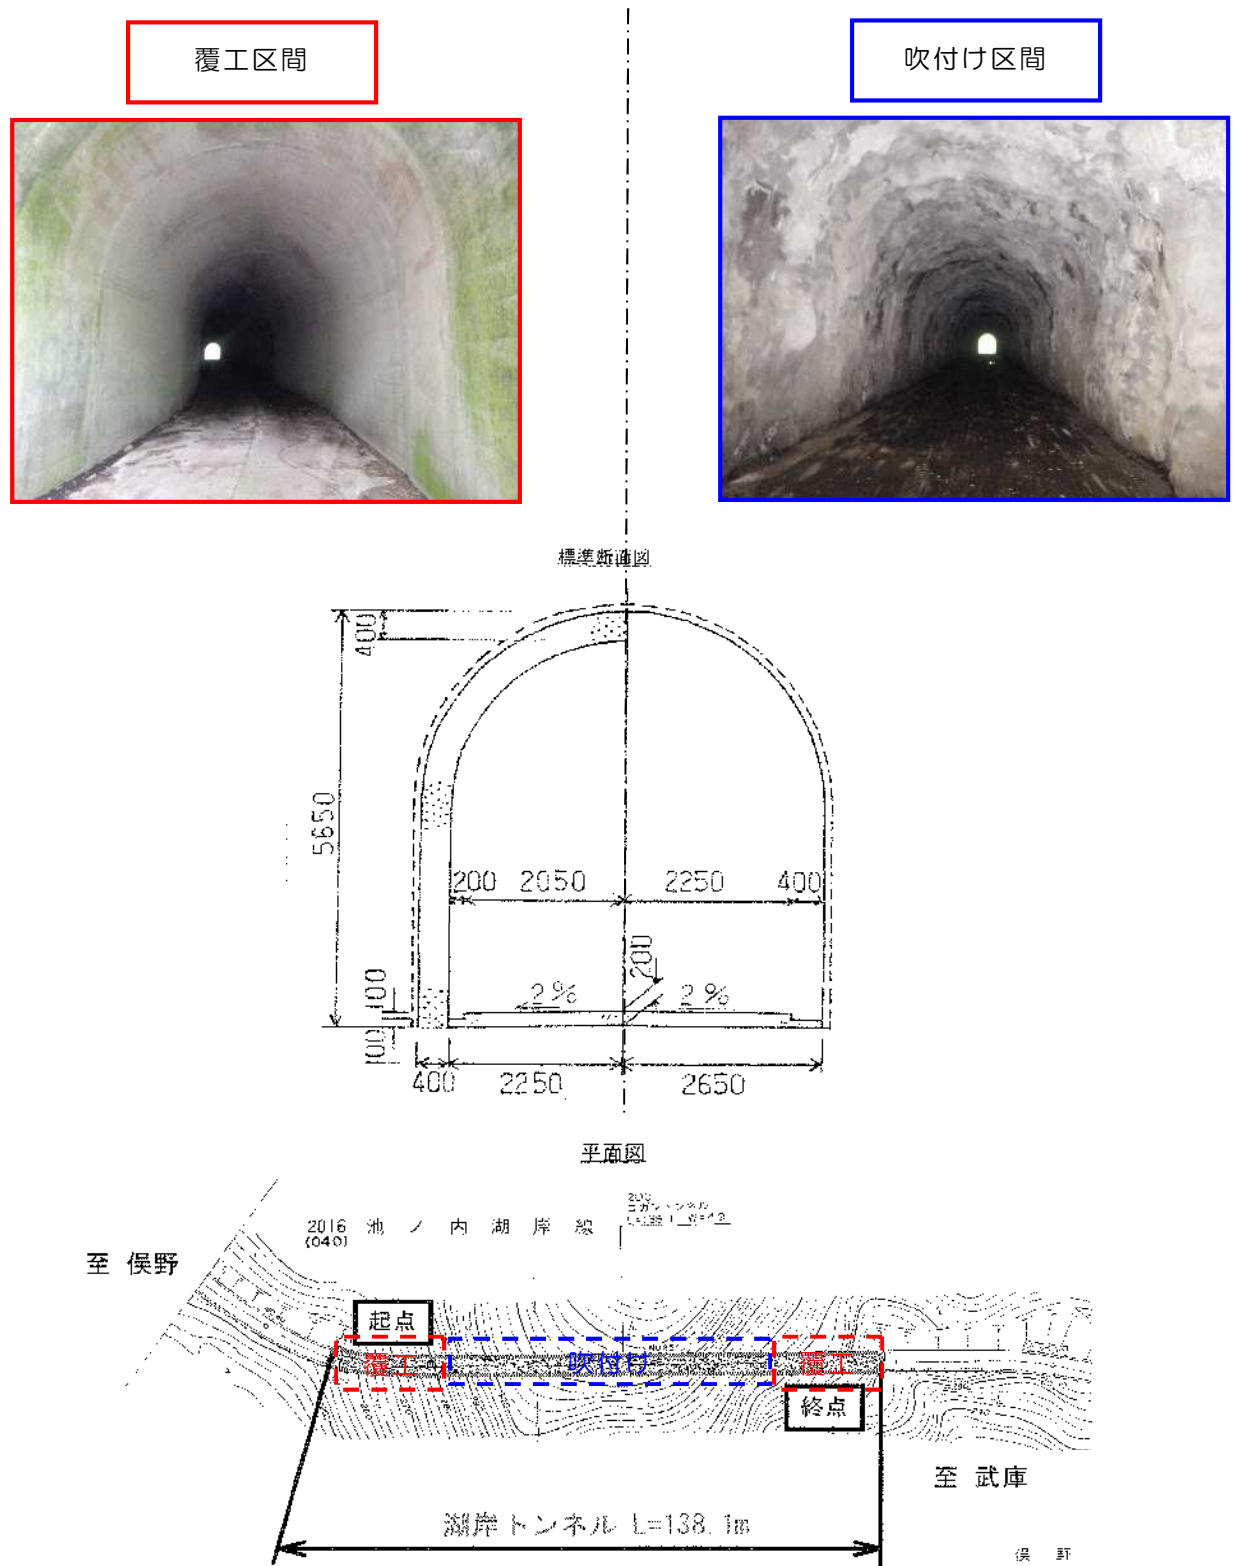 覆工区間
吹付け区間
標準断面図
400
5650
200 2050 2250 400
200
100 2% 2%
100
400 2250 2650
平面図
2016 池ノ内湖岸線
(040)
至 俣野
起点
覆工 吹付け 覆工
終点
至 武庫
湖岸トンネル L=138.1m
俣 野